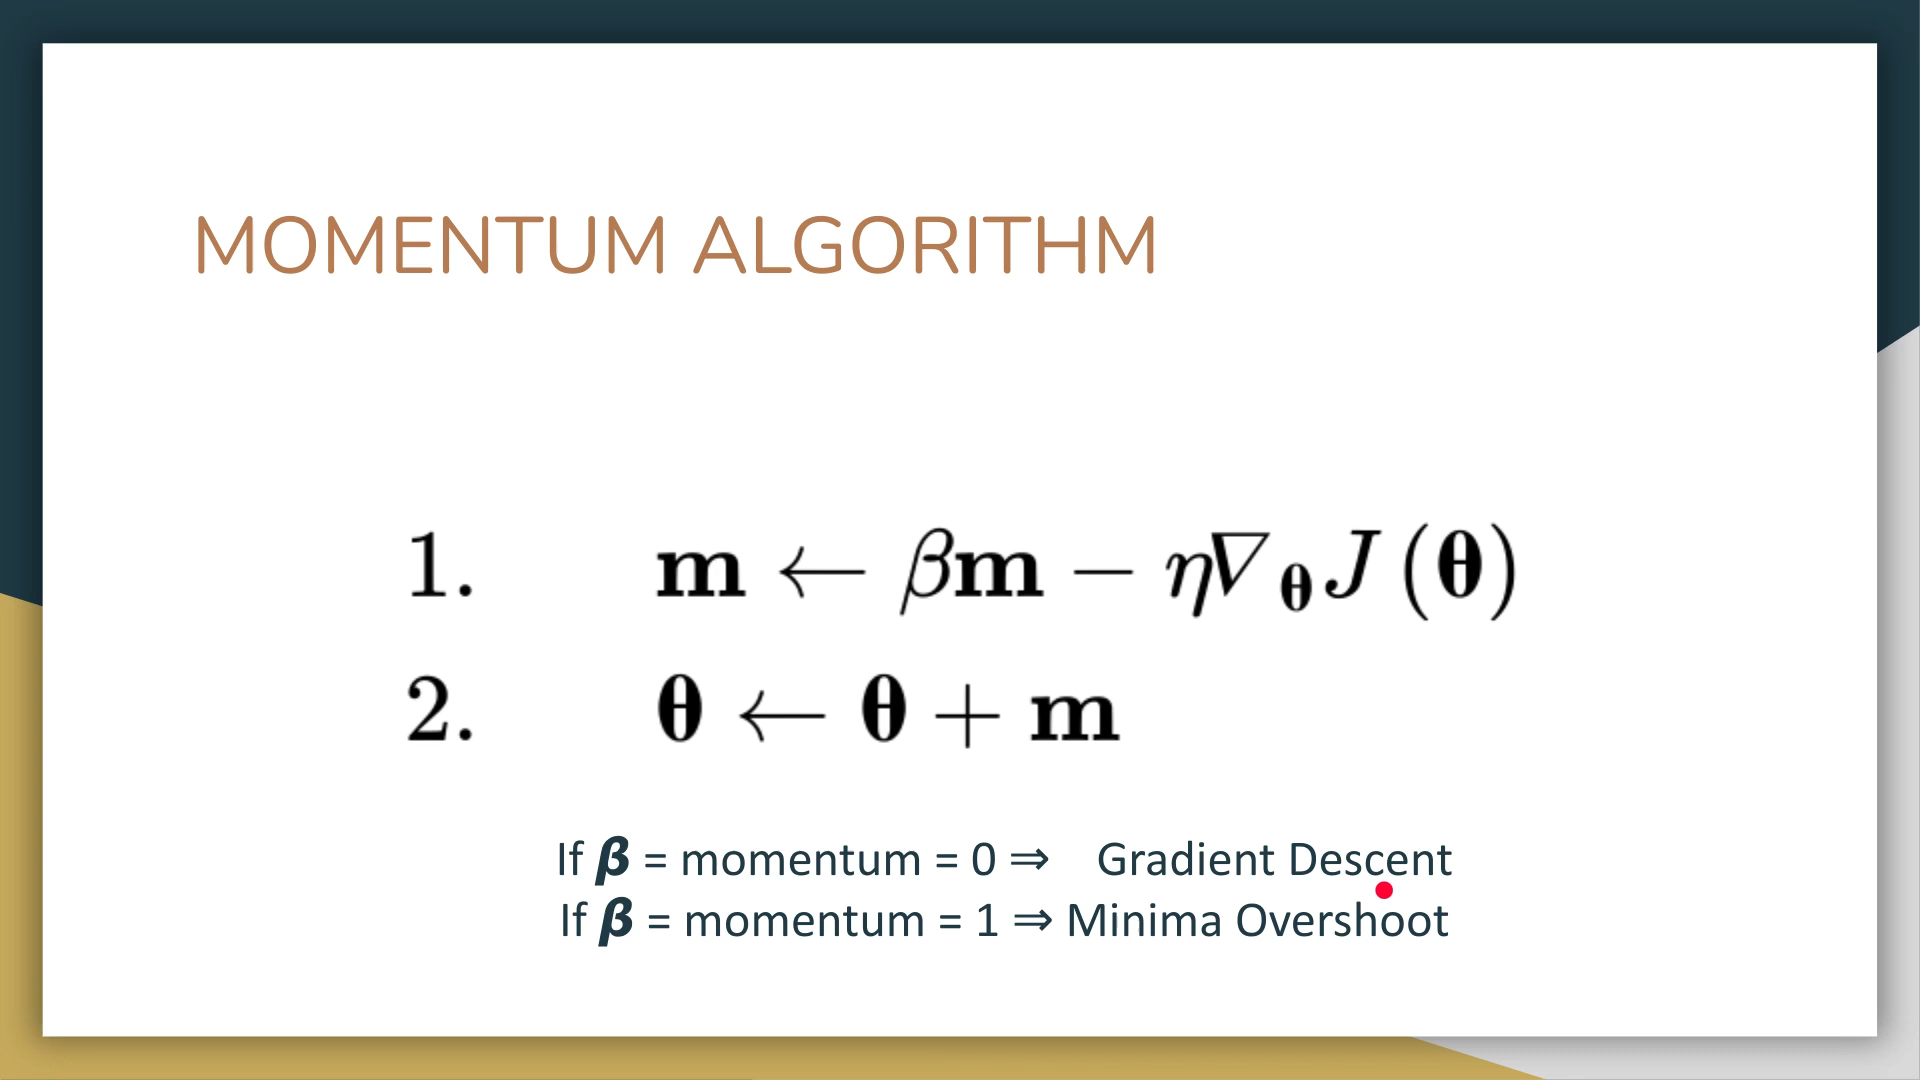 MOMENTUM ALGORITHM
1. m ← βm − η∇θJ (θ)
2. θ ← θ + m
If β = momentum = 0 ⇒ Gradient Descent
If β = momentum = 1 ⇒ Minima Overshoot